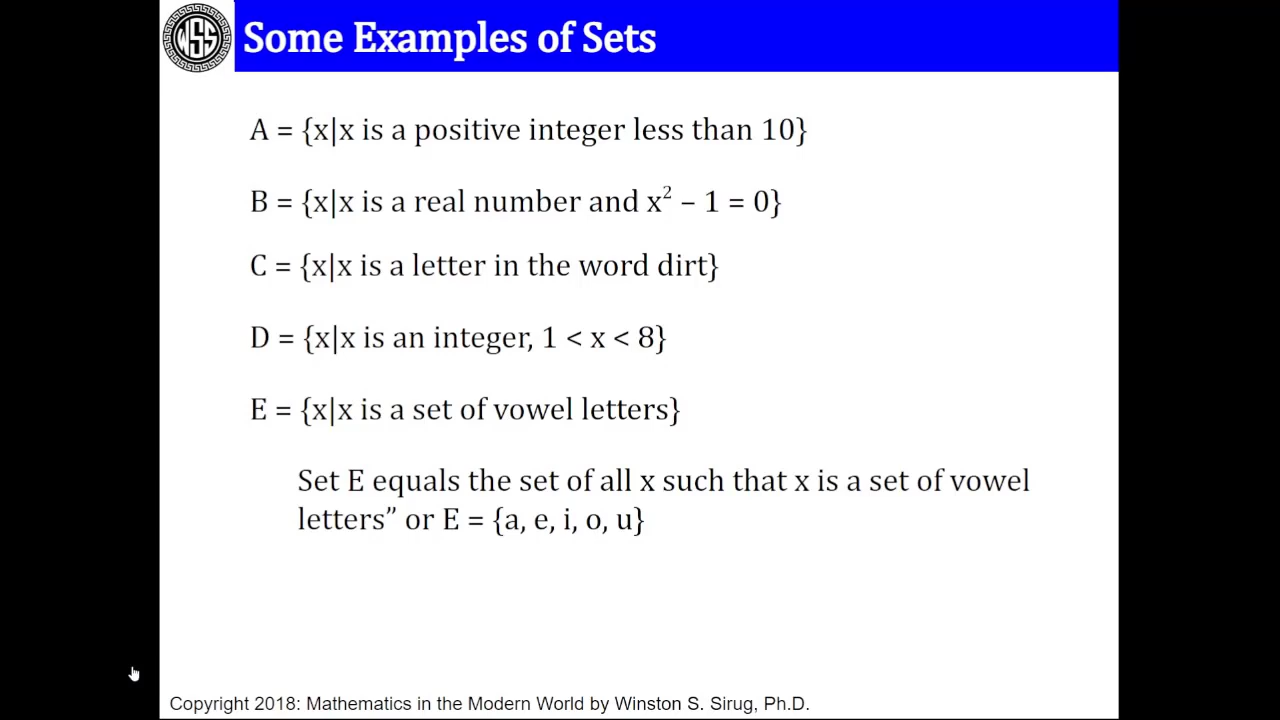 WSS
Some Examples of Sets
A = {x|x is a positive integer less than 10}
B = {x|x is a real number and x² – 1 = 0}
C = {x|x is a letter in the word dirt}
D = {x|x is an integer, 1 < x < 8}
E = {x|x is a set of vowel letters}
Set E equals the set of all x such that x is a set of vowel
letters” or E = {a, e, i, o, u}
Copyright 2018: Mathematics in the Modern World by Winston S. Sirug, Ph.D.